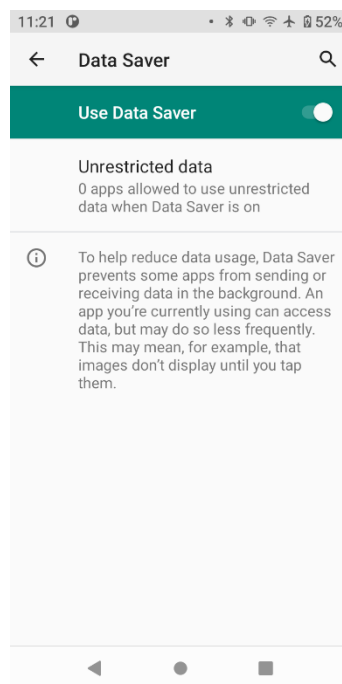 11:21 52%
Data Saver
Use Data Saver
Unrestricted data
0 apps allowed to use unrestricted
data when Data Saver is on
To help reduce data usage, Data Saver
prevents some apps from sending or
receiving data in the background. An
app you're currently using can access
data, but may do so less frequently.
This may mean, for example, that
images don't display until you tap
them.